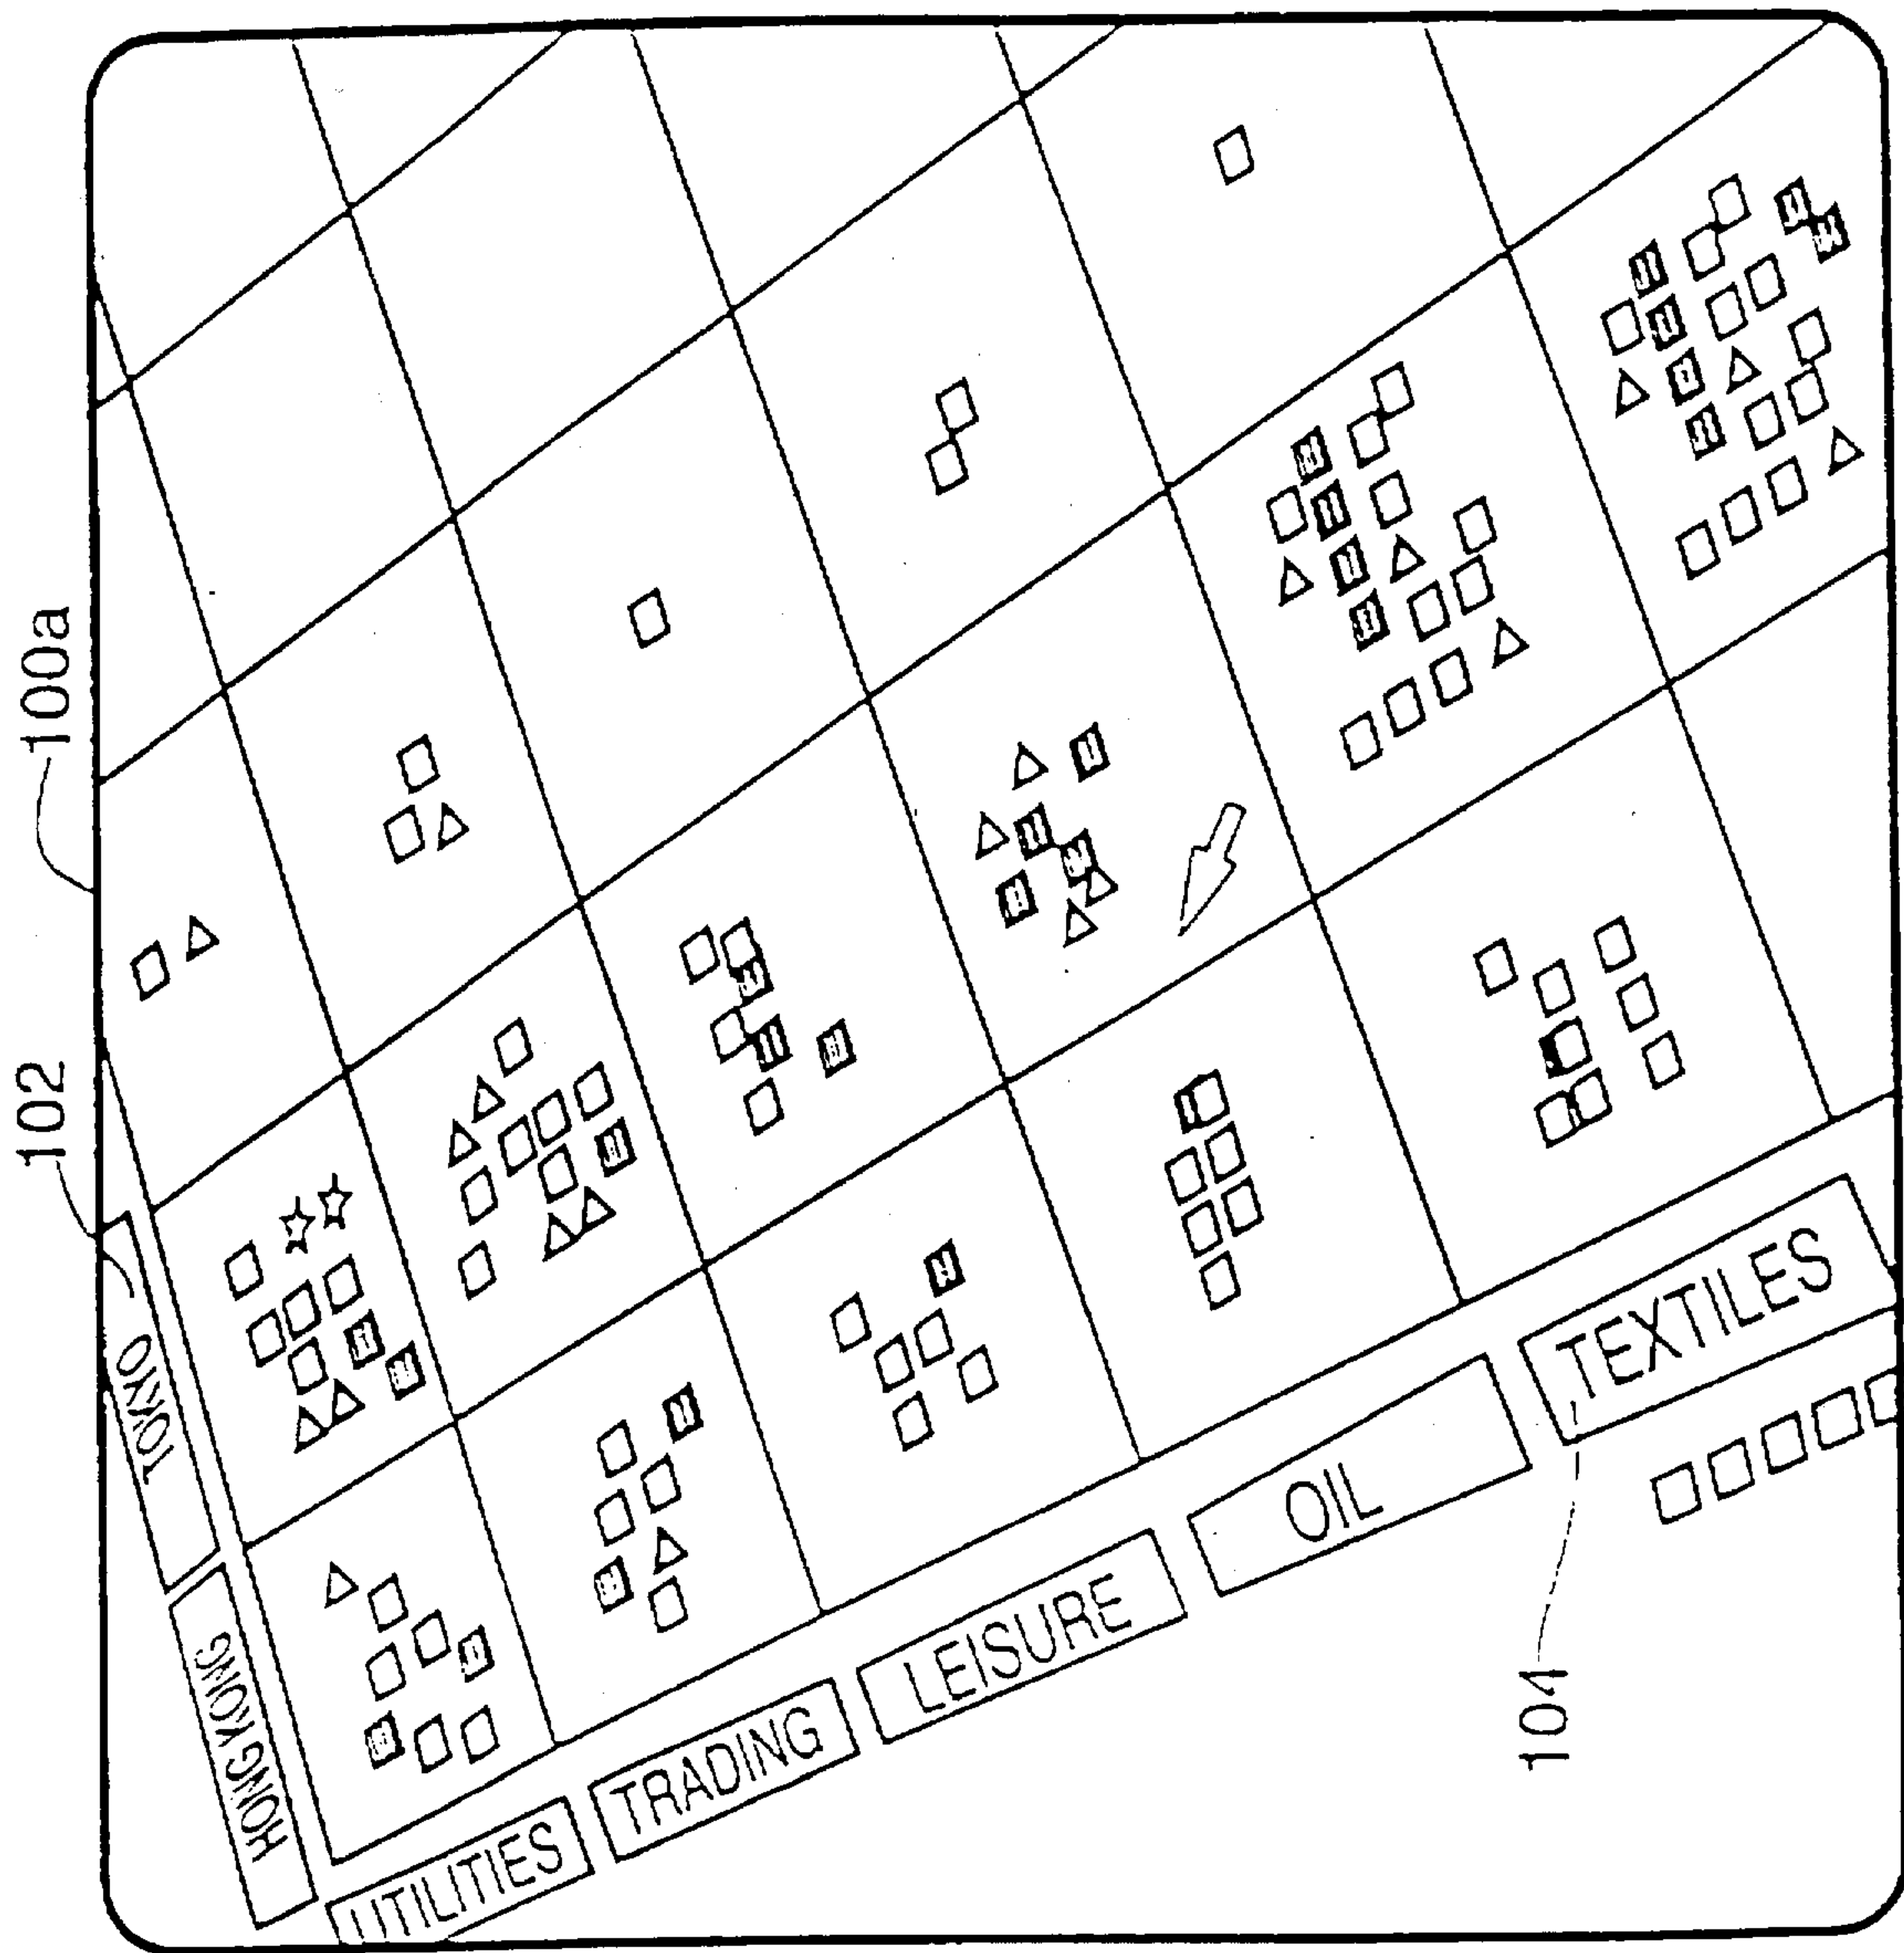 100a
102
TOKYO
HONG KONG
UTILITIES
TRADING
LEISURE
OIL
TEXTILES
104